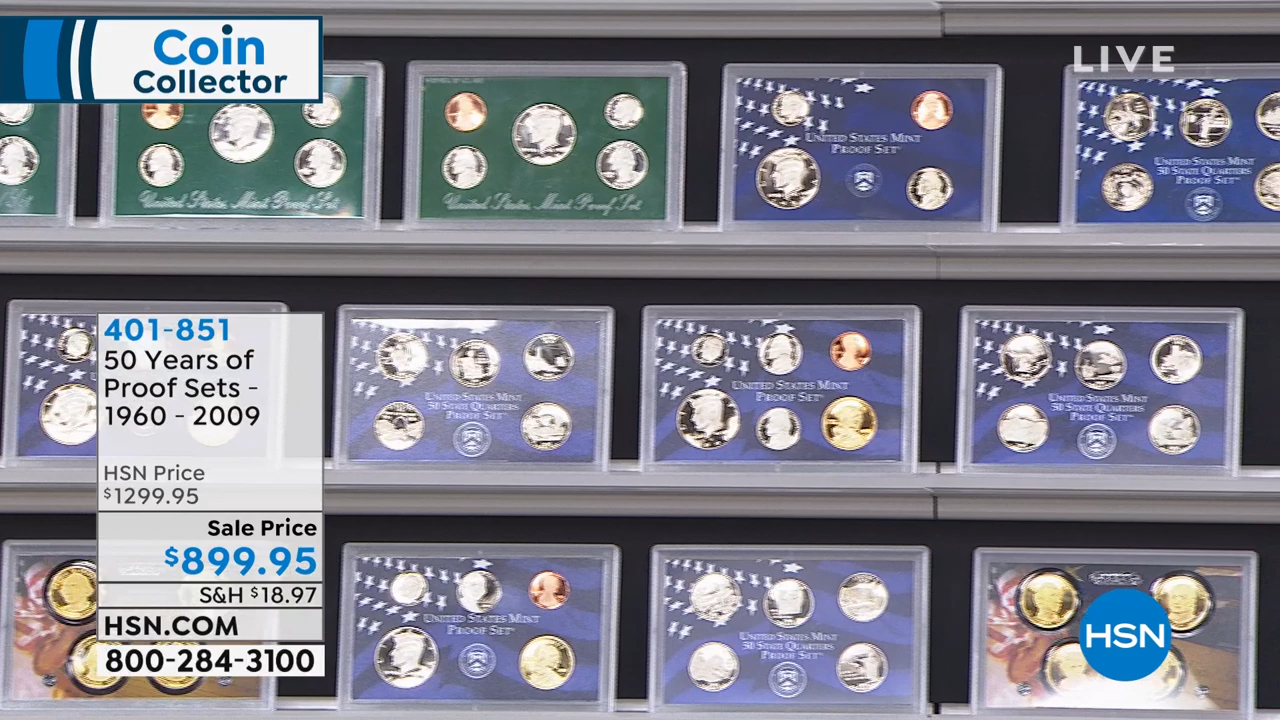 Coin
Collector
LIVE
United States Mint Proof Set
United States Mint Proof Set
UNITED STATES MINT
PROOF SET
UNITED STATES MINT
50 STATE QUARTERS
PROOF SET
401-851
50 Years of
Proof Sets -
1960 - 2009
HSN Price
$1299.95
Sale Price
$899.95
S&H $18.97
HSN.COM
800-284-3100
UNITED STATES MINT
50 STATE QUARTERS
PROOF SET
UNITED STATES MINT
PROOF SET
UNITED STATES MINT
50 STATE QUARTERS
PROOF SET
UNITED STATES MINT
PROOF SET
UNITED STATES MINT
50 STATE QUARTERS
PROOF SET
HSN